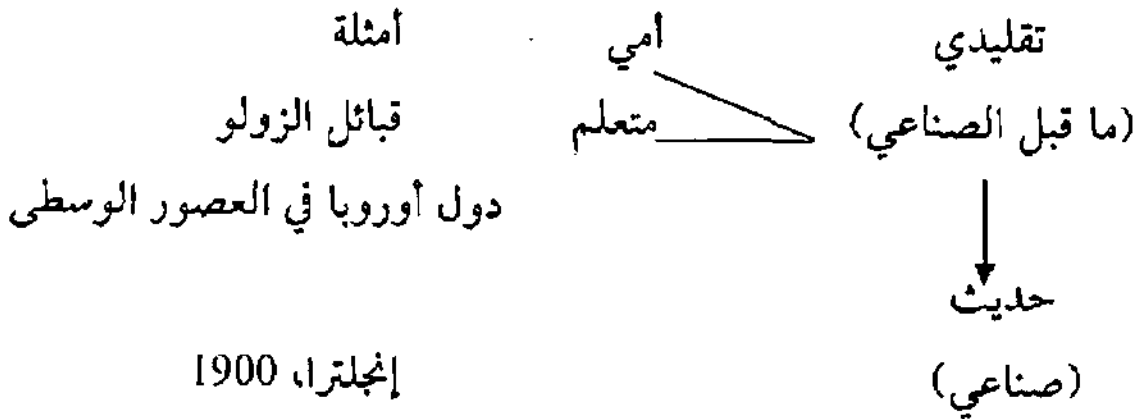 تقليدي أمي أمثلة
(ما قبل الصناعي) متعلم قبائل الزولو
دول أوروبا في العصور الوسطى
حديث
(صناعي) إنجلترا، 1900